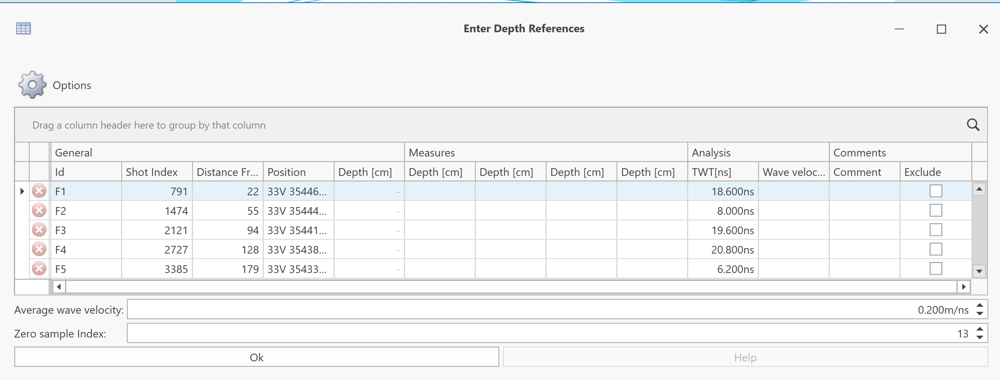 Enter Depth References
Options
Drag a column header here to group by that column
General Measures Analysis Comments
Id Shot Index Distance Fr... Position Depth [cm] Depth [cm] Depth [cm] Depth [cm] Depth [cm] TWT[ns] Wave veloc... Comment Exclude
F1 791 22 33V 35446... - 18.600ns
F2 1474 55 33V 35444... - 8.000ns
F3 2121 94 33V 35441... - 19.600ns
F4 2727 128 33V 35438... - 20.800ns
F5 3385 179 33V 35433... - 6.200ns
Average wave velocity: 0.200m/ns
Zero sample Index: 13
Ok Help